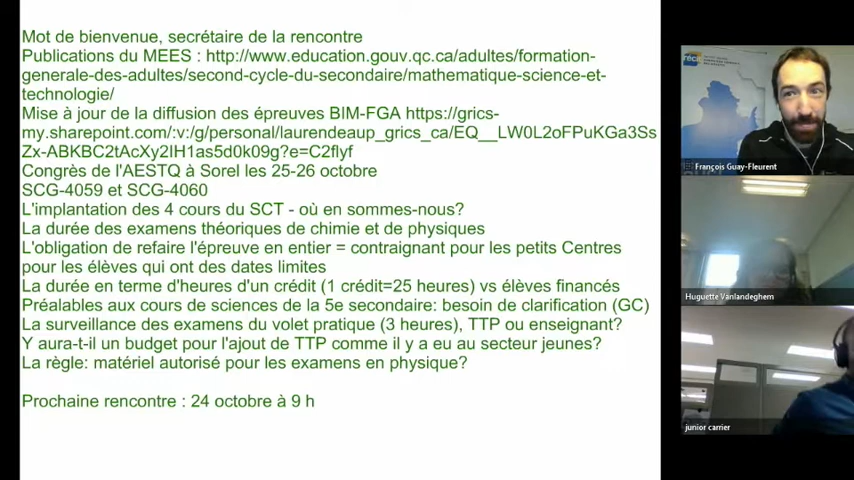 Mot de bienvenue, secrétaire de la rencontre
Publications du MEES : http://www.education.gouv.qc.ca/adultes/formation-
generale-des-adultes/second-cycle-du-secondaire/mathematique-science-et-
technologie/
Mise à jour de la diffusion des épreuves BIM-FGA https://grics-
my.sharepoint.com/:v:/g/personal/laurendeaup_grics_ca/EQ__LW0L2oFPuKGa3Ss
Zx-ABKBC2tAcXy2IH1as5d0k09g?e=C2flyf
Congrès de l'AESTQ à Sorel les 25-26 octobre
SCG-4059 et SCG-4060
L'implantation des 4 cours du SCT - où en sommes-nous?
La durée des examens théoriques de chimie et de physiques
L'obligation de refaire l'épreuve en entier = contraignant pour les petits Centres
pour les élèves qui ont des dates limites
La durée en terme d'heures d'un crédit (1 crédit=25 heures) vs élèves financés
Préalables aux cours de sciences de la 5e secondaire: besoin de clarification (GC)
La surveillance des examens du volet pratique (3 heures), TTP ou enseignant?
Y aura-t-il un budget pour l'ajout de TTP comme il y a eu au secteur jeunes?
La règle: matériel autorisé pour les examens en physique?
Prochaine rencontre : 24 octobre à 9 h
récit
François Guay-Fleurent
Huguette Vanlandeghem
junior carrier